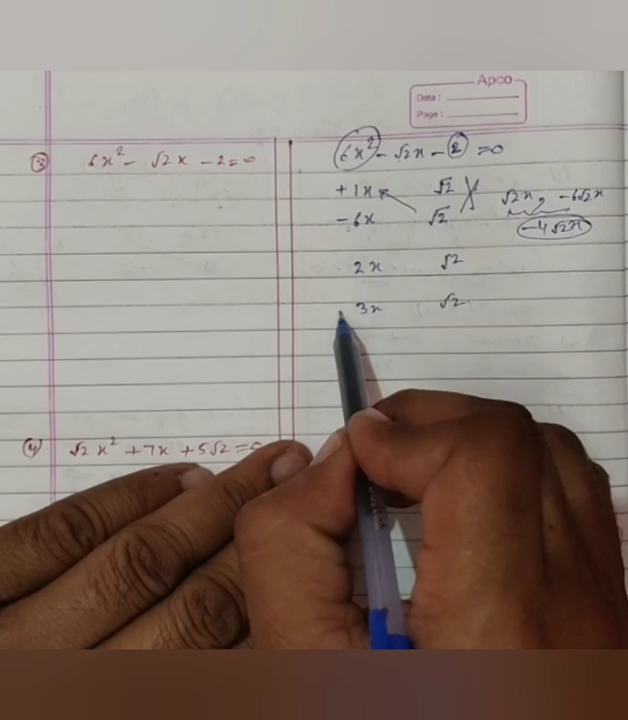 Apco
Date :
Page :
③ 6x² - √2x - 2 = 0
6x² - √2x - 2 = 0
+1x √2 √2x, -6√2x
-6x √2 -4√2x
2x √2
3x √2
④ √2x² + 7x + 5√2 = 0